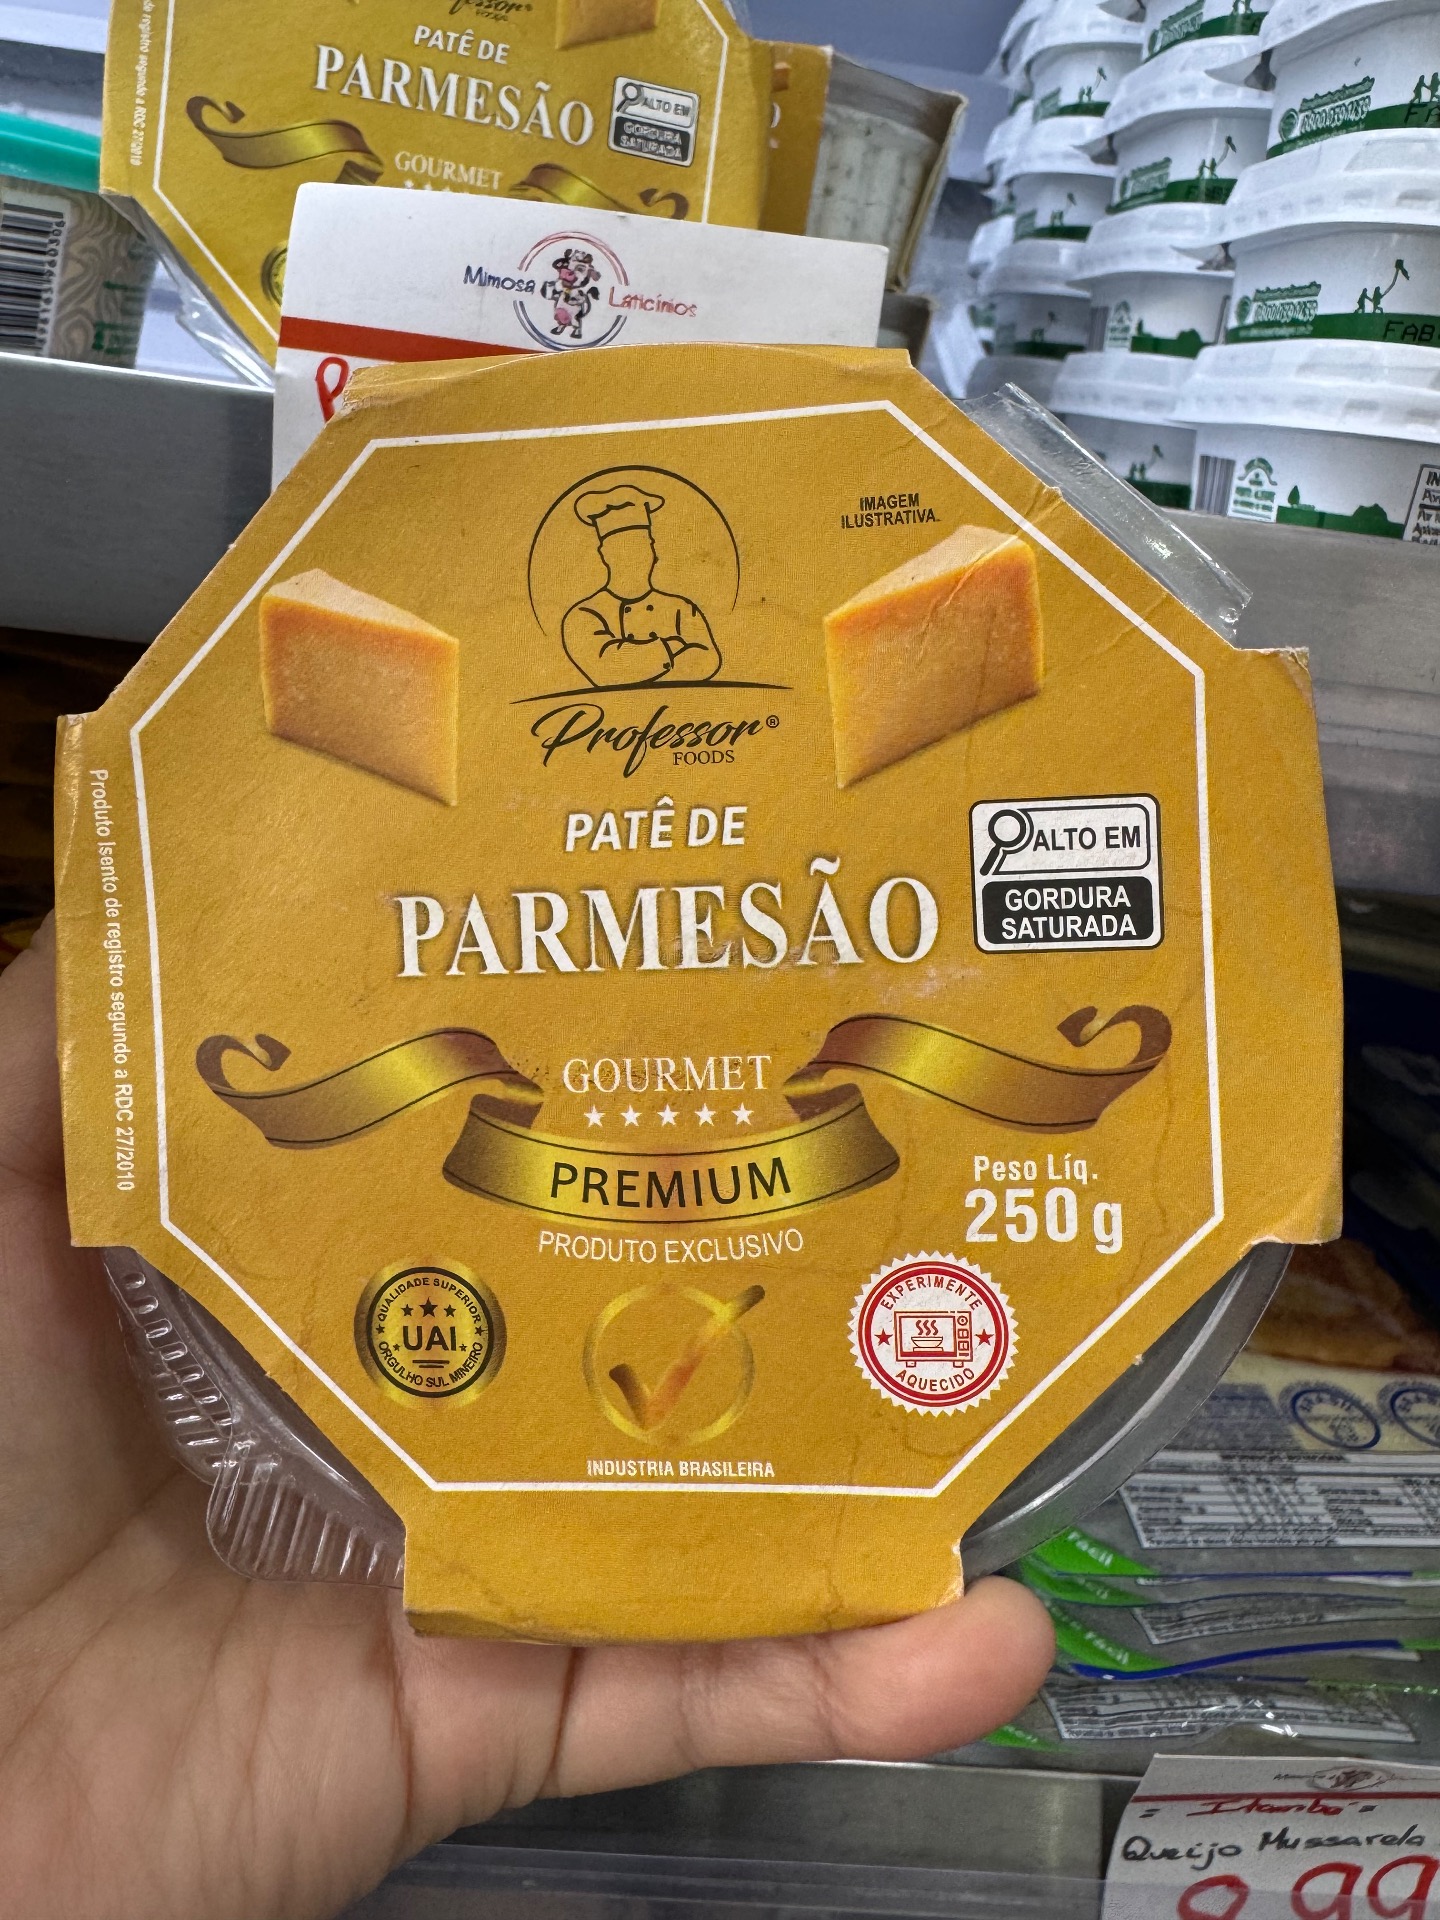 PATÊ DE
PARMESÃO
ALTO EM
GORDURA
SATURADA
GOURMET
Mimosa Laticínios
IMAGEM
ILUSTRATIVA.
Professor®
FOODS
PATÊ DE
PARMESÃO
ALTO EM
GORDURA
SATURADA
Produto Isento de registro segundo a RDC 27/2010
GOURMET
PREMIUM
PRODUTO EXCLUSIVO
Peso Líq.
250 g
QUALIDADE SUPERIOR
UAI
ORGULHO SUL MINEIRO
EXPERIMENTE
AQUECIDO
INDUSTRIA BRASILEIRA
Itambé
Queijo Mussarela